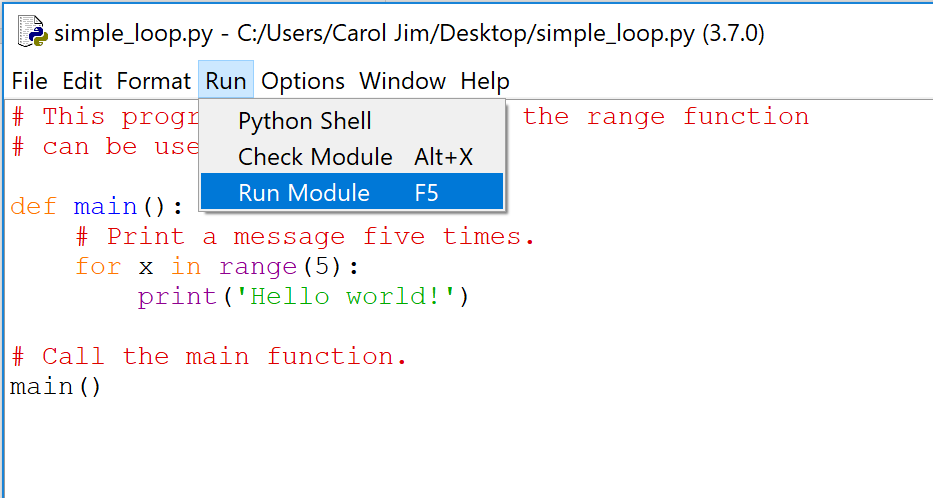 simple_loop.py - C:/Users/Carol Jim/Desktop/simple_loop.py (3.7.0)
File Edit Format Run Options Window Help
# This progr the range function
Python Shell
# can be use
Check Module Alt+X
Run Module F5
def main():
# Print a message five times.
for x in range(5):
print('Hello world!')
# Call the main function.
main()